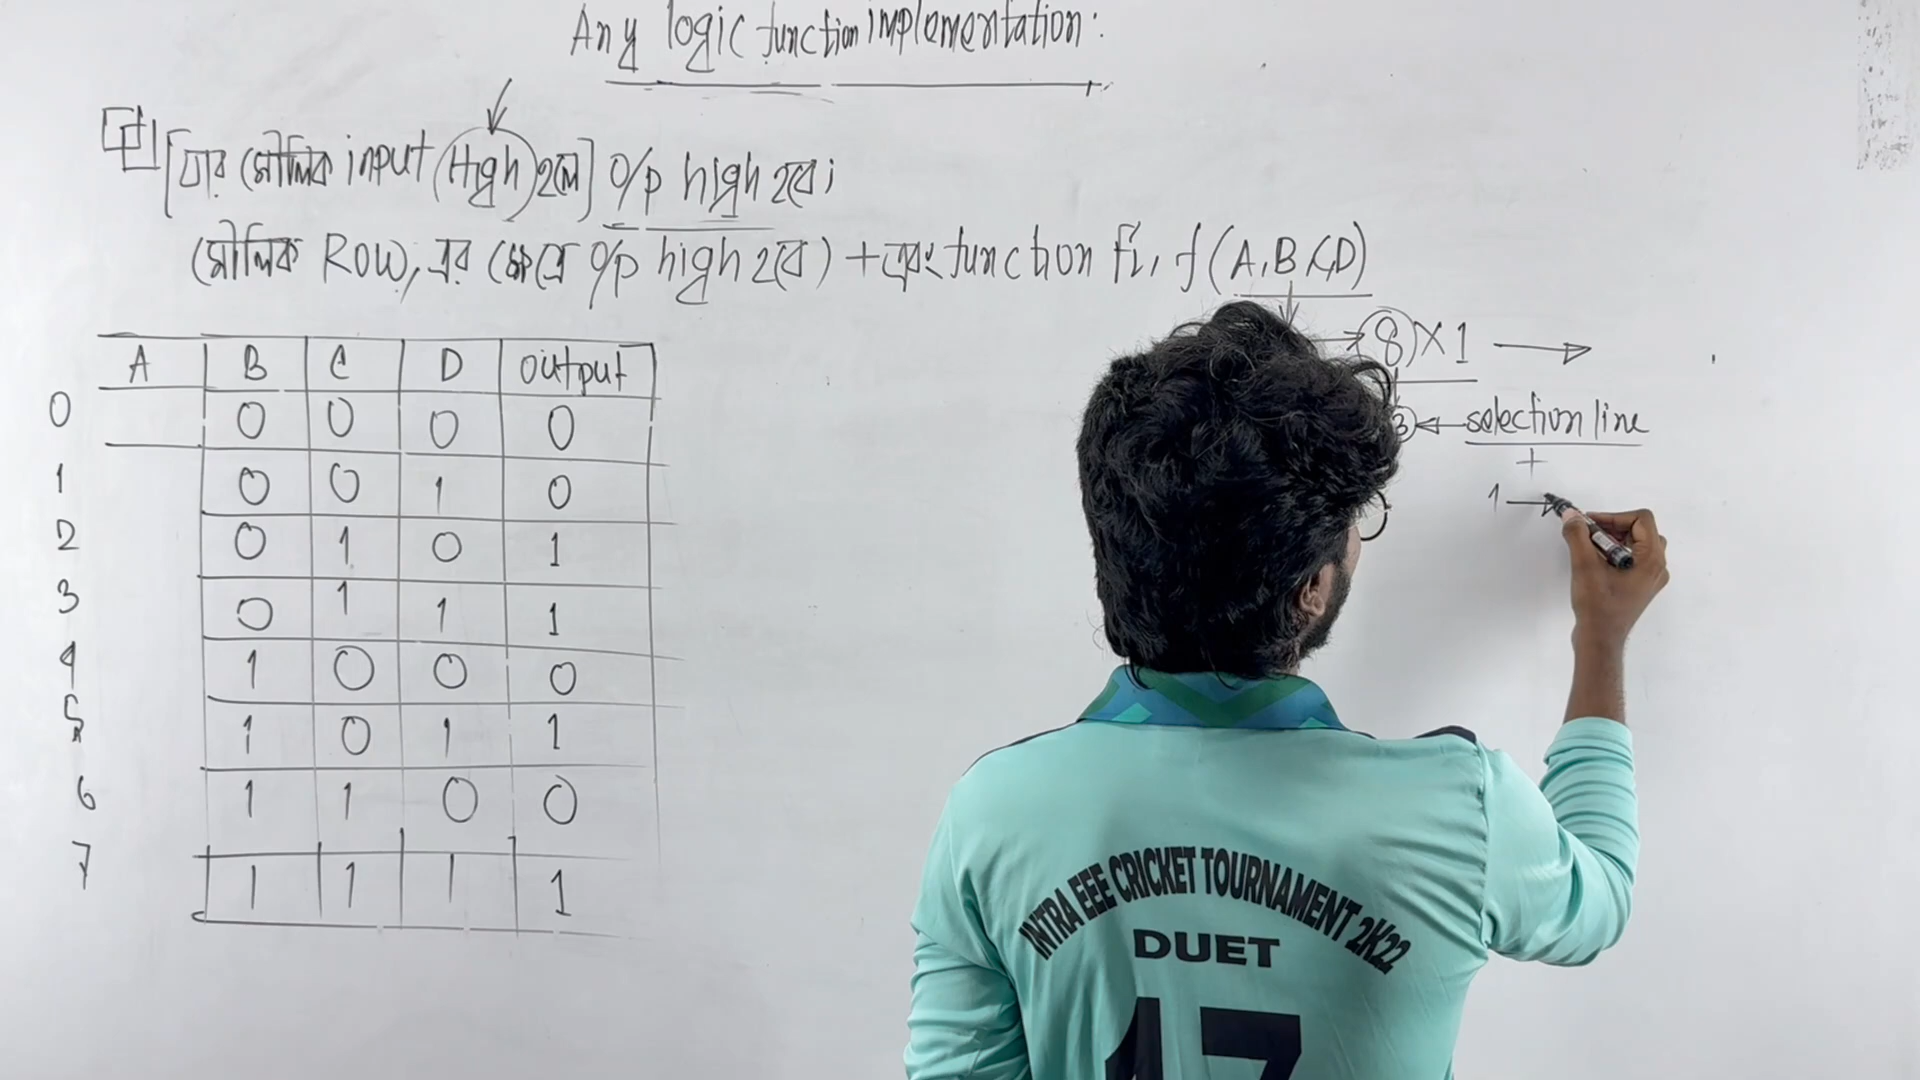 Any logic function implementation:
[যার মৌলিক input (High) হলে] o/p high হবে;
(মৌলিক Row, এর ক্ষেত্রে o/p high হবে) + এবং function টি, f(A,B,C,D)
8×1
3 selection line
+
1
A B C D output
0 0 0 0 0
1 0 0 1 0
2 0 1 0 1
3 0 1 1 1
4 1 0 0 0
5 1 0 1 1
6 1 1 0 0
7 1 1 1 1
INTRA EEE CRICKET TOURNAMENT 2K22
DUET
17